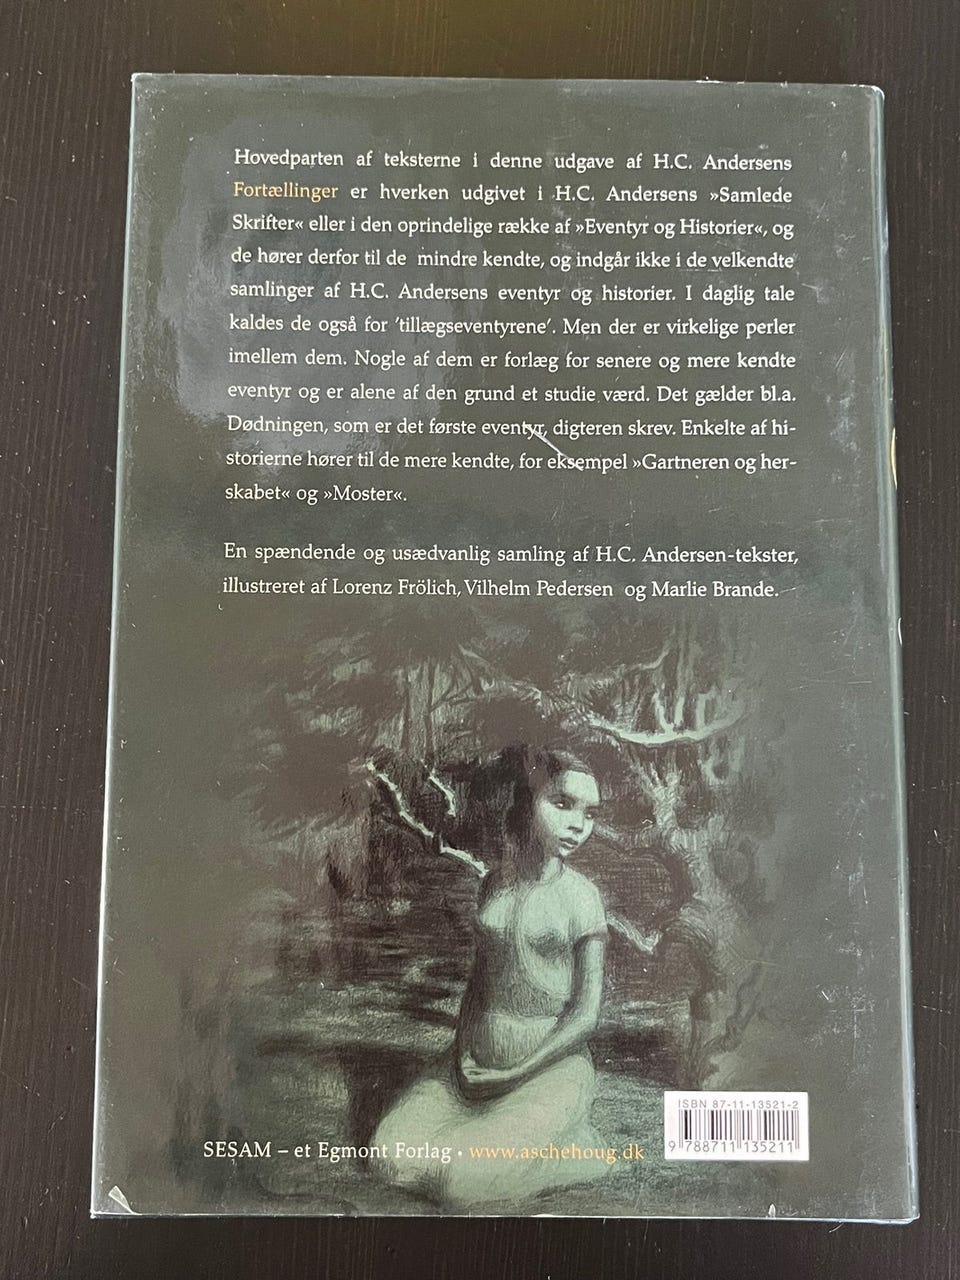 Hovedparten af teksterne i denne udgave af H.C. Andersens
Fortællinger er hverken udgivet i H.C. Andersens »Samlede
Skrifter« eller i den oprindelige række af »Eventyr og Historier«, og
de hører derfor til de mindre kendte, og indgår ikke i de velkendte
samlinger af H.C. Andersens eventyr og historier. I daglig tale
kaldes de også for 'tillægseventyrene'. Men der er virkelige perler
imellem dem. Nogle af dem er forlæg for senere og mere kendte
eventyr og er alene af den grund et studie værd. Det gælder bl.a.
Dødningen, som er det første eventyr, digteren skrev. Enkelte af hi-
storierne hører til de mere kendte, for eksempel »Gartneren og her-
skabet« og »Moster«.
En spændende og usædvanlig samling af H.C. Andersen-tekster,
illustreret af Lorenz Frölich, Vilhelm Pedersen og Marlie Brande.
ISBN 87-11-13521-2
9 788711 135211
SESAM – et Egmont Forlag • www.aschehoug.dk